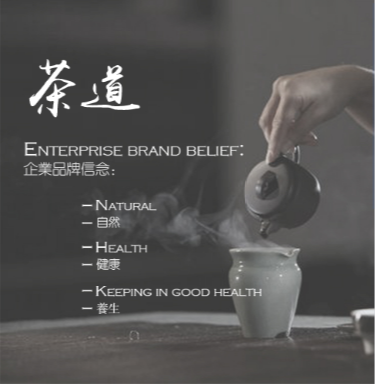 茶道
ENTERPRISE BRAND BELIEF:
企業品牌信念：
– NATURAL
– 自然
– HEALTH
– 健康
– KEEPING IN GOOD HEALTH
– 養生